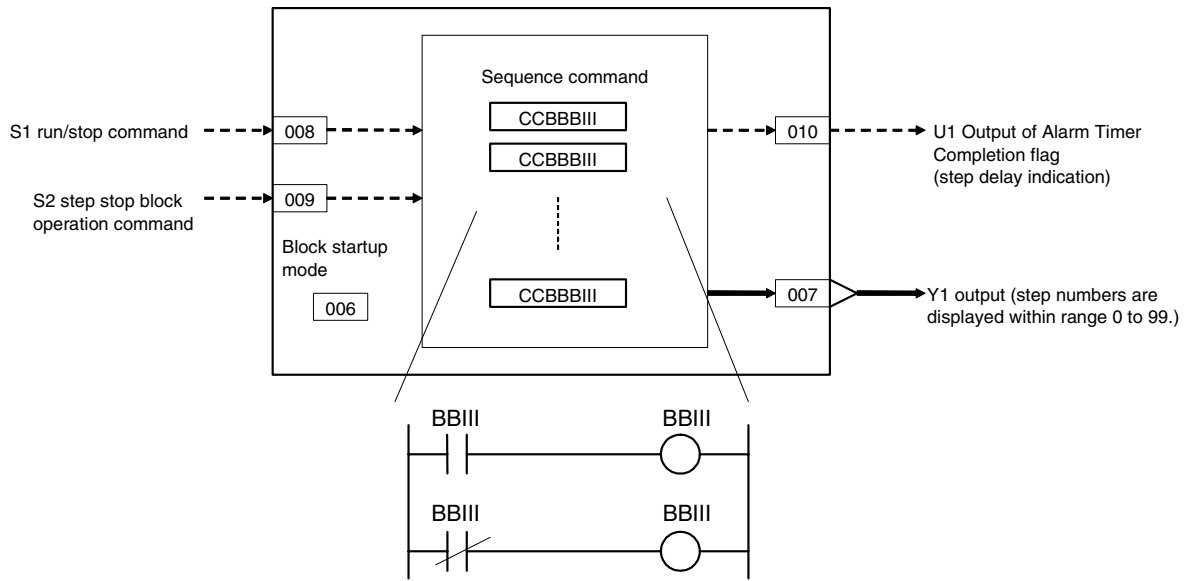 Sequence command
CCBBBIII
S1 run/stop command
008
010
U1 Output of Alarm Timer
Completion flag
(step delay indication)
CCBBBIII
S2 step stop block
operation command
009
Block startup
mode
006
CCBBBIII
007
Y1 output (step numbers are
displayed within range 0 to 99.)
BBIII
BBIII
BBIII
BBIII